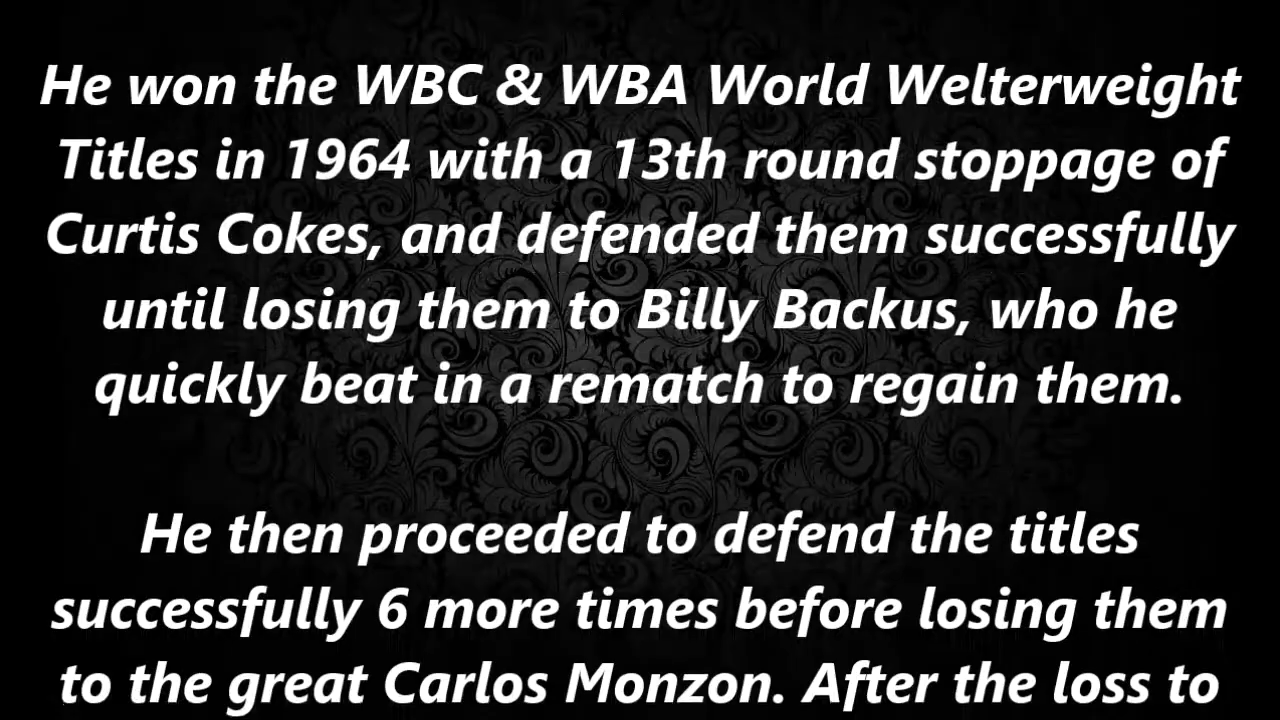 He won the WBC & WBA World Welterweight
Titles in 1964 with a 13th round stoppage of
Curtis Cokes, and defended them successfully
until losing them to Billy Backus, who he
quickly beat in a rematch to regain them.
He then proceeded to defend the titles
successfully 6 more times before losing them
to the great Carlos Monzon. After the loss to